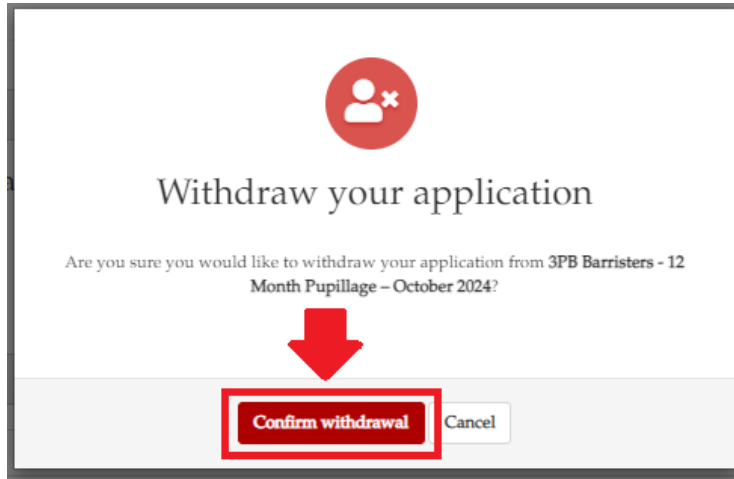 Withdraw your application
Are you sure you would like to withdraw your application from 3PB Barristers - 12
Month Pupillage – October 2024?
Confirm withdrawal
Cancel